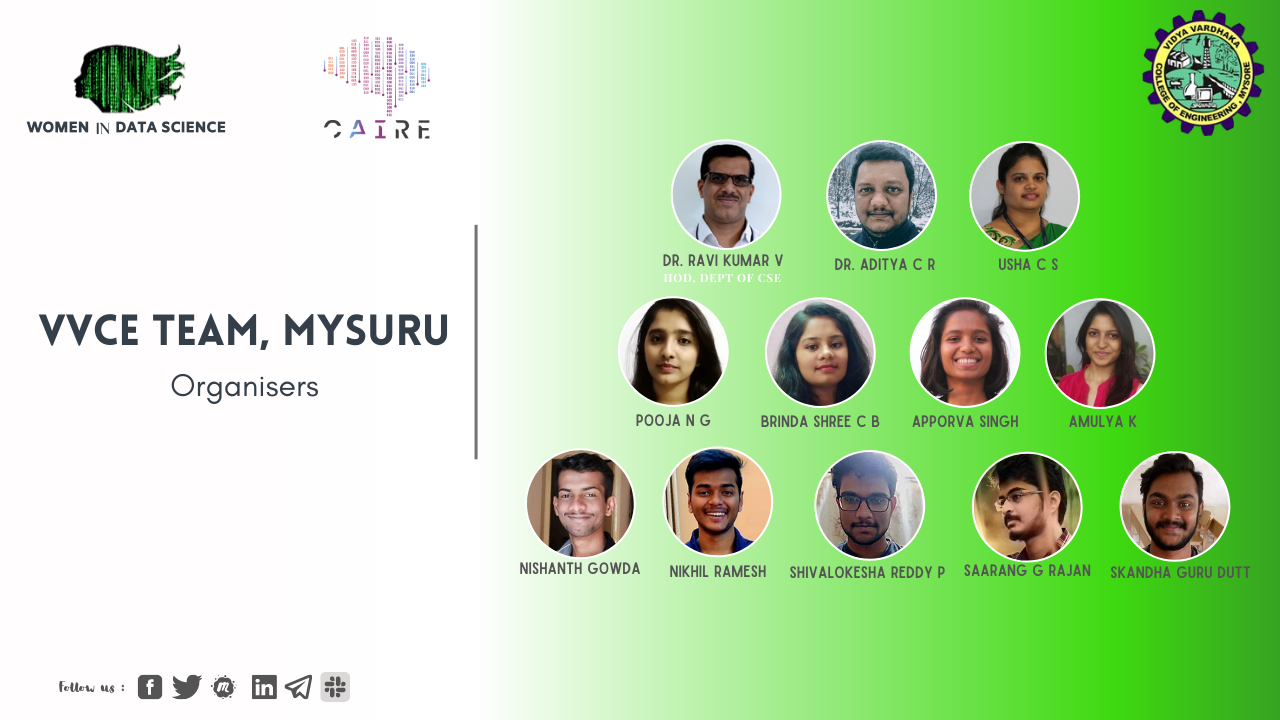 WOMEN IN DATA SCIENCE
CAIRE
VIDYA VARDHAKA
COLLEGE OF ENGINEERING, MYSORE
VVCE TEAM, MYSURU
Organisers
DR. RAVI KUMAR V
HOD, DEPT OF CSE
DR. ADITYA C R
USHA C S
POOJA N G
BRINDA SHREE C B
APPORVA SINGH
AMULYA K
NISHANTH GOWDA
NIKHIL RAMESH
SHIVALOKESHA REDDY P
SAARANG G RAJAN
SKANDHA GURU DUTT
Follow us :